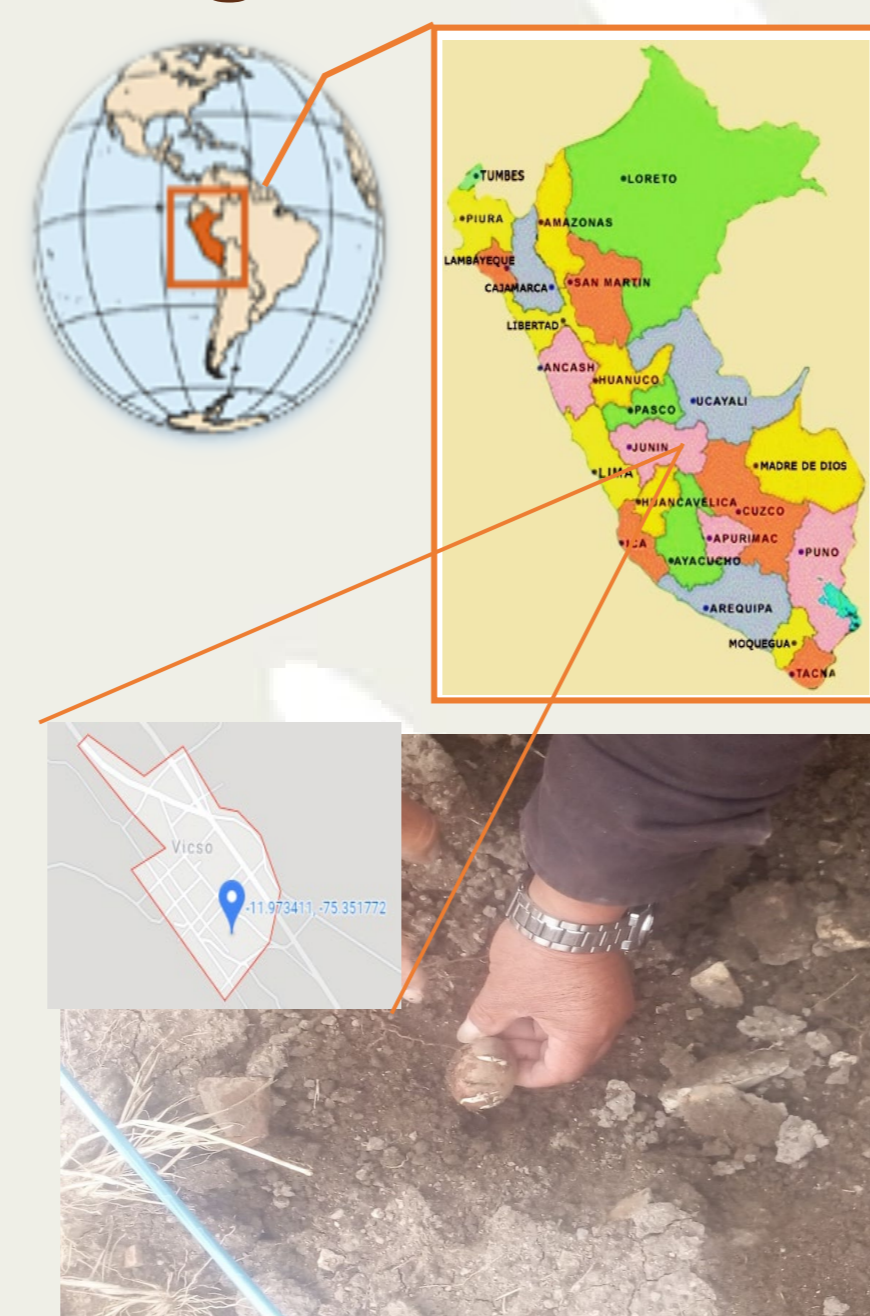 TUMBES
LORETO
PIURA
AMAZONAS
LAMBAYEQUE
SAN MARTIN
CAJAMARCA
LIBERTAD
ANCASH
HUANUCO
UCAYALI
PASCO
JUNIN
MADRE DE DIOS
LIMA
HUANCAVELICA
CUZCO
APURIMAC
ICA
PUNO
AYACUCHO
AREQUIPA
MOQUEGUA
TACNA
Vicso
-11.973411, -75.351772